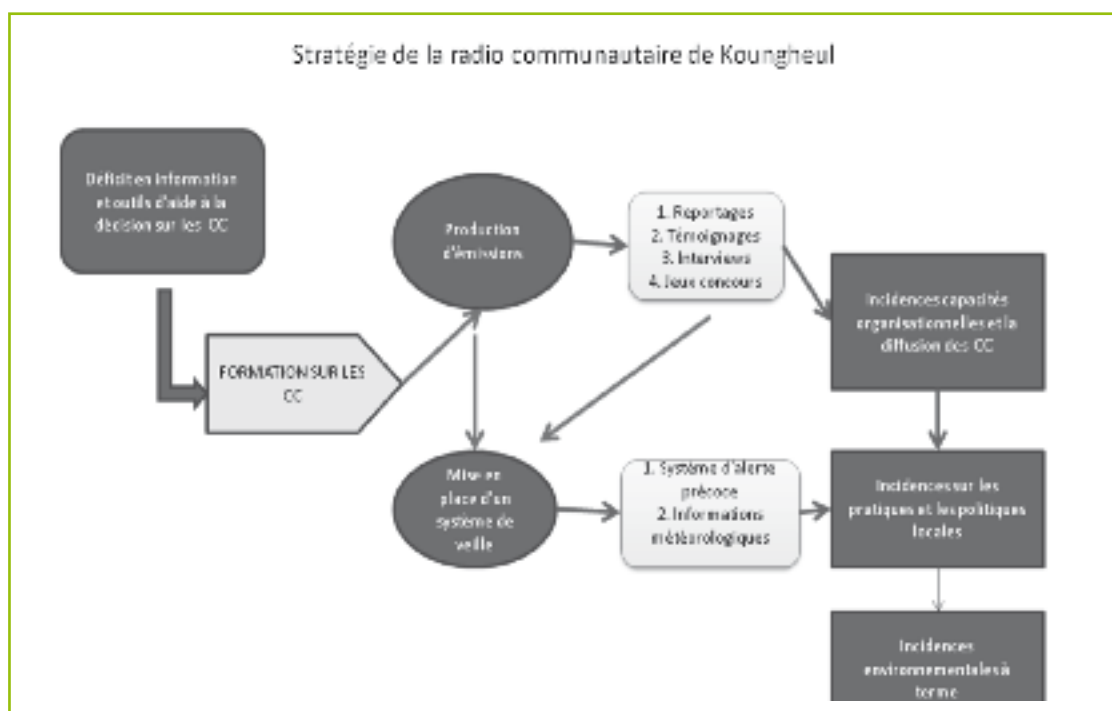 Stratégie de la radio communautaire de Koungheul
Déficit en information
et outils d'aide à la
décision sur les CC
FORMATION SUR LES
CC
Production
d'émissions
1. Reportages
2. Témoignages
3. Interviews
4. Jeux concours
Incidences capacités
organisationnelles et la
diffusion des CC
Mise en
place d'un
système de
veille
1. Système d'alerte
précoce
2. Informations
météorologiques
Incidences sur les
pratiques et les politiques
locales
Incidences
environnementales à
terme